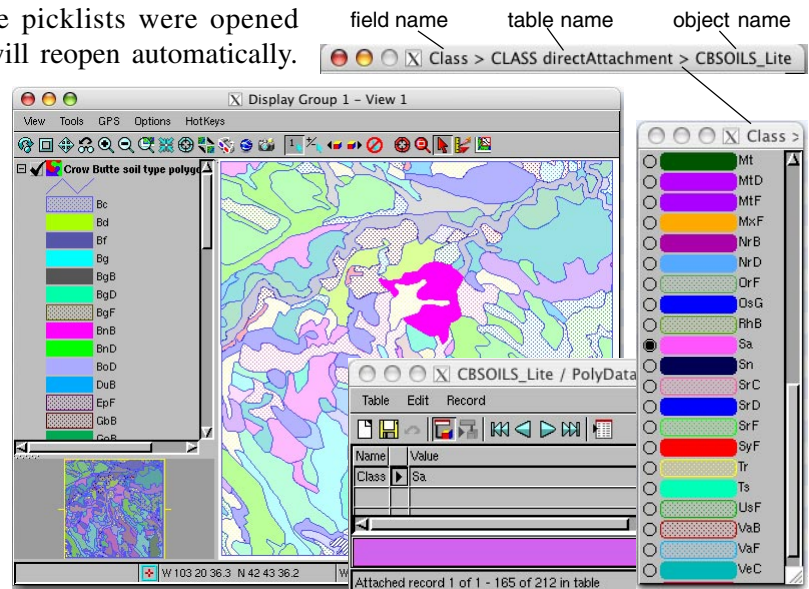 e picklists were opened
vill reopen automatically.
field name
table name
object name
X Class > CLASS directAttachment > CBSOILS_Lite
X Display Group 1 - View 1
View Tools GPS Options HotKeys
Crow Butte soil type polygo
Bc
Bd
Bf
Bg
BgB
BgD
BgF
BnB
BnD
BoD
DuB
EpF
GbB
GoB
W 103 20 36.3 N 42 43 36.2
W
X CBSOILS_Lite / PolyData
Table Edit Record
Name Value
Class Sa
Attached record 1 of 1 - 165 of 212 in table
X Class >
Mt
MtD
MtF
MxF
NrB
NrD
OrF
OsG
RhB
Sa
Sn
SrC
SrD
SrF
SyF
Tr
Ts
UsF
VaB
VaF
VeC